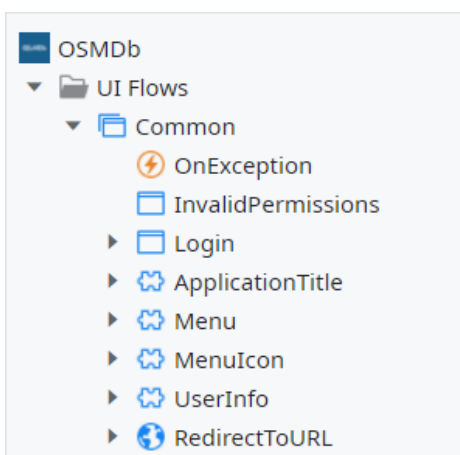 OSMDb
UI Flows
Common
OnException
InvalidPermissions
Login
ApplicationTitle
Menu
MenuIcon
UserInfo
RedirectToURL